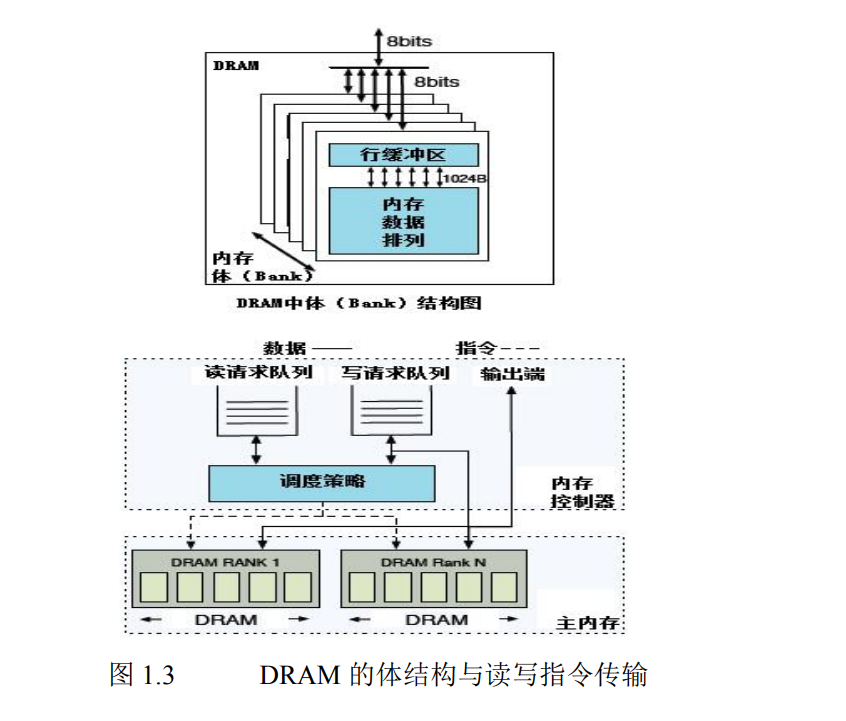 8bits
DRAM
8bits
行缓冲区
1024B
内存
数据
排列
内存
体（Bank）
DRAM中体（Bank）结构图
数据 —— 指令 ---
读请求队列 写请求队列 输出端
调度策略
内存
控制器
DRAM RANK 1 DRAM Rank N
DRAM DRAM
主内存
图 1.3 DRAM 的体结构与读写指令传输